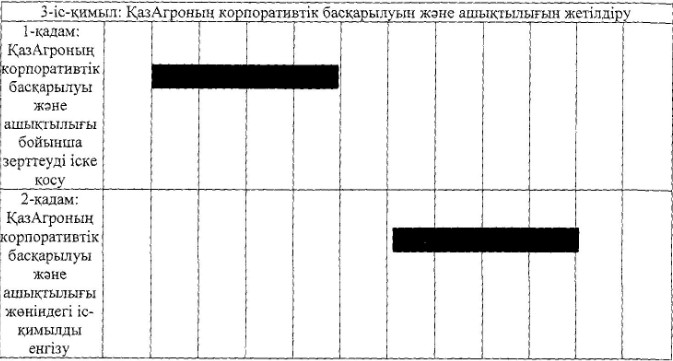 3-іс-қимыл: ҚазАгроның корпоративтік басқарылуын және ашықтылығын жетілдіру
1-қадам:
ҚазАгроның
корпоративтік
басқарылуы
және
ашықтылығы
бойынша
зерттеуді іске
қосу
2-қадам:
ҚазАгроның
корпоративтік
басқарылуы
және
ашықтылығы
жөніндегі іс-
қимылды
енгізу